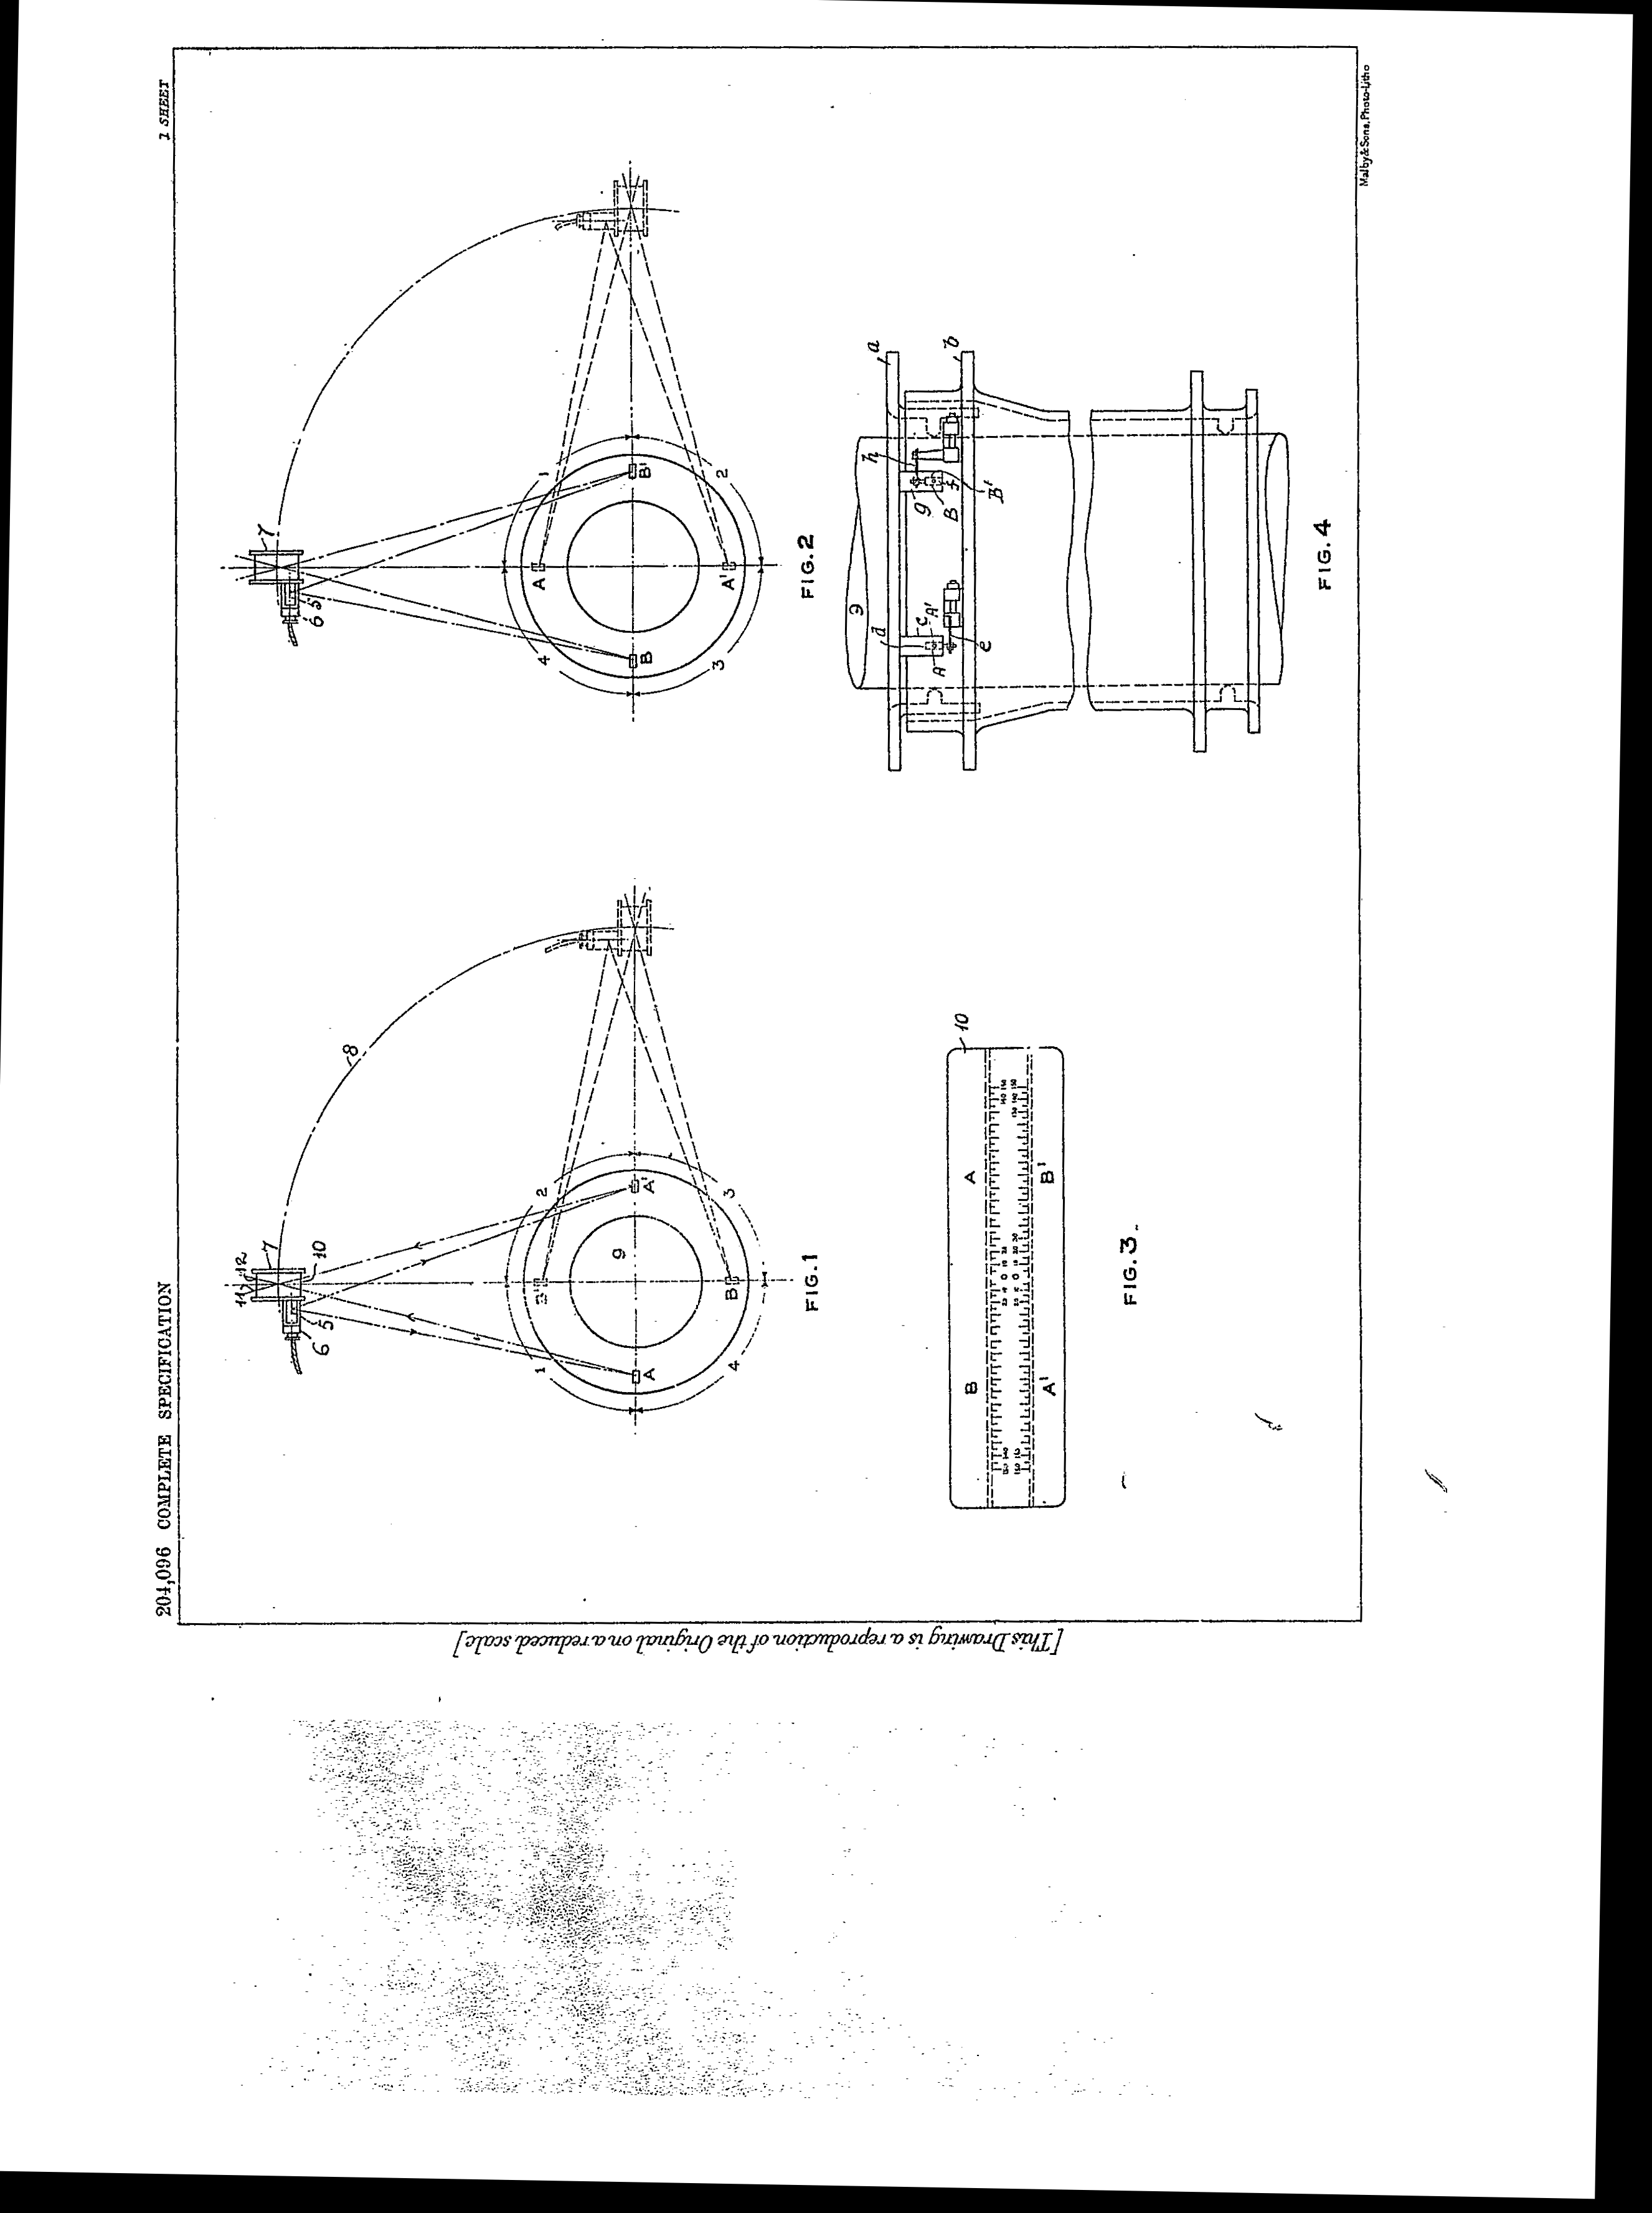 204,096 COMPLETE SPECIFICATION
1 SHEET
[This Drawing is a reproduction of the Original on a reduced scale]
11 12
7
10
5
6
8
1
2
3
4
9
A
A'
B
FIG.1
7
5
6
1
2
3
4
A
A'
B
B'
FIG.2
10
B A
A' B'
FIG.3
a
b
9
d
c
A'
A
e
h
g
B
f
B'
FIG.4
Malby&Sons,Photo-Litho